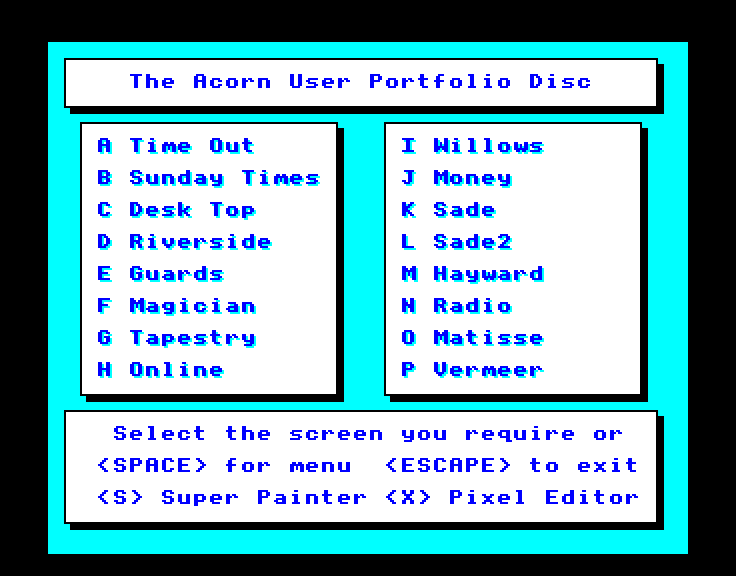 The Acorn User Portfolio Disc
A Time Out
B Sunday Times
C Desk Top
D Riverside
E Guards
F Magician
G Tapestry
H Online
I Willows
J Money
K Sade
L Sade2
M Hayward
N Radio
O Matisse
P Vermeer
Select the screen you require or
<SPACE> for menu <ESCAPE> to exit
<S> Super Painter <X> Pixel Editor